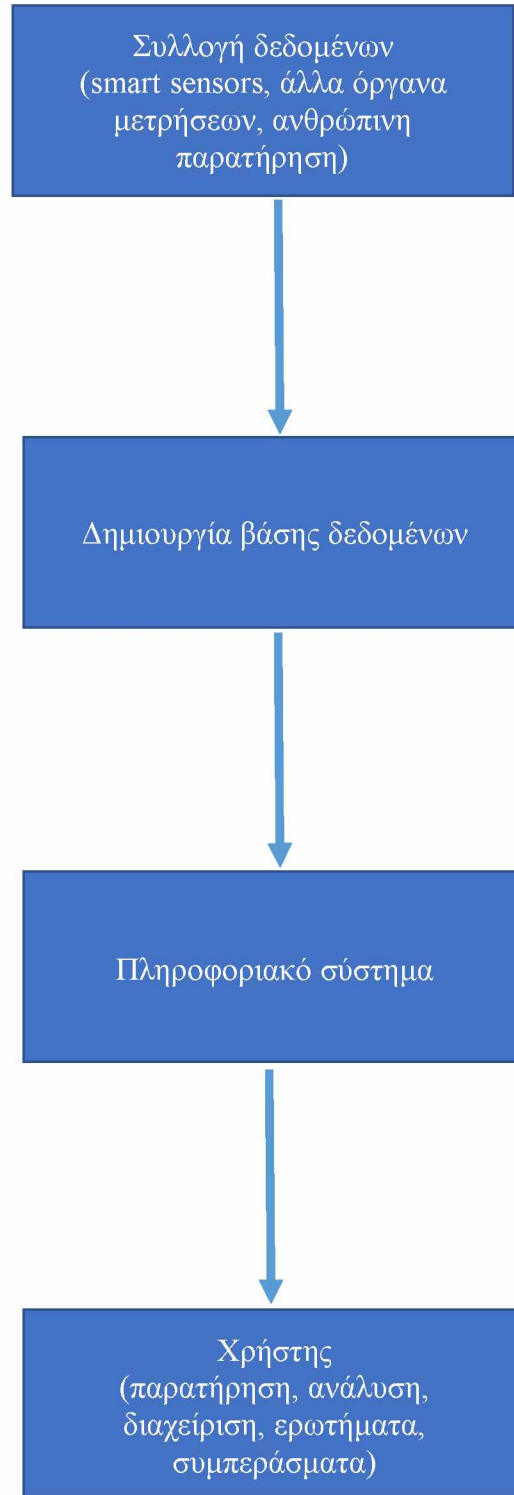 Συλλογή δεδομένων
(smart sensors, άλλα όργανα
μετρήσεων, ανθρώπινη
παρατήρηση)
Δημιουργία βάσης δεδομένων
Πληροφοριακό σύστημα
Χρήστης
(παρατήρηση, ανάλυση,
διαχείριση, ερωτήματα,
συμπεράσματα)